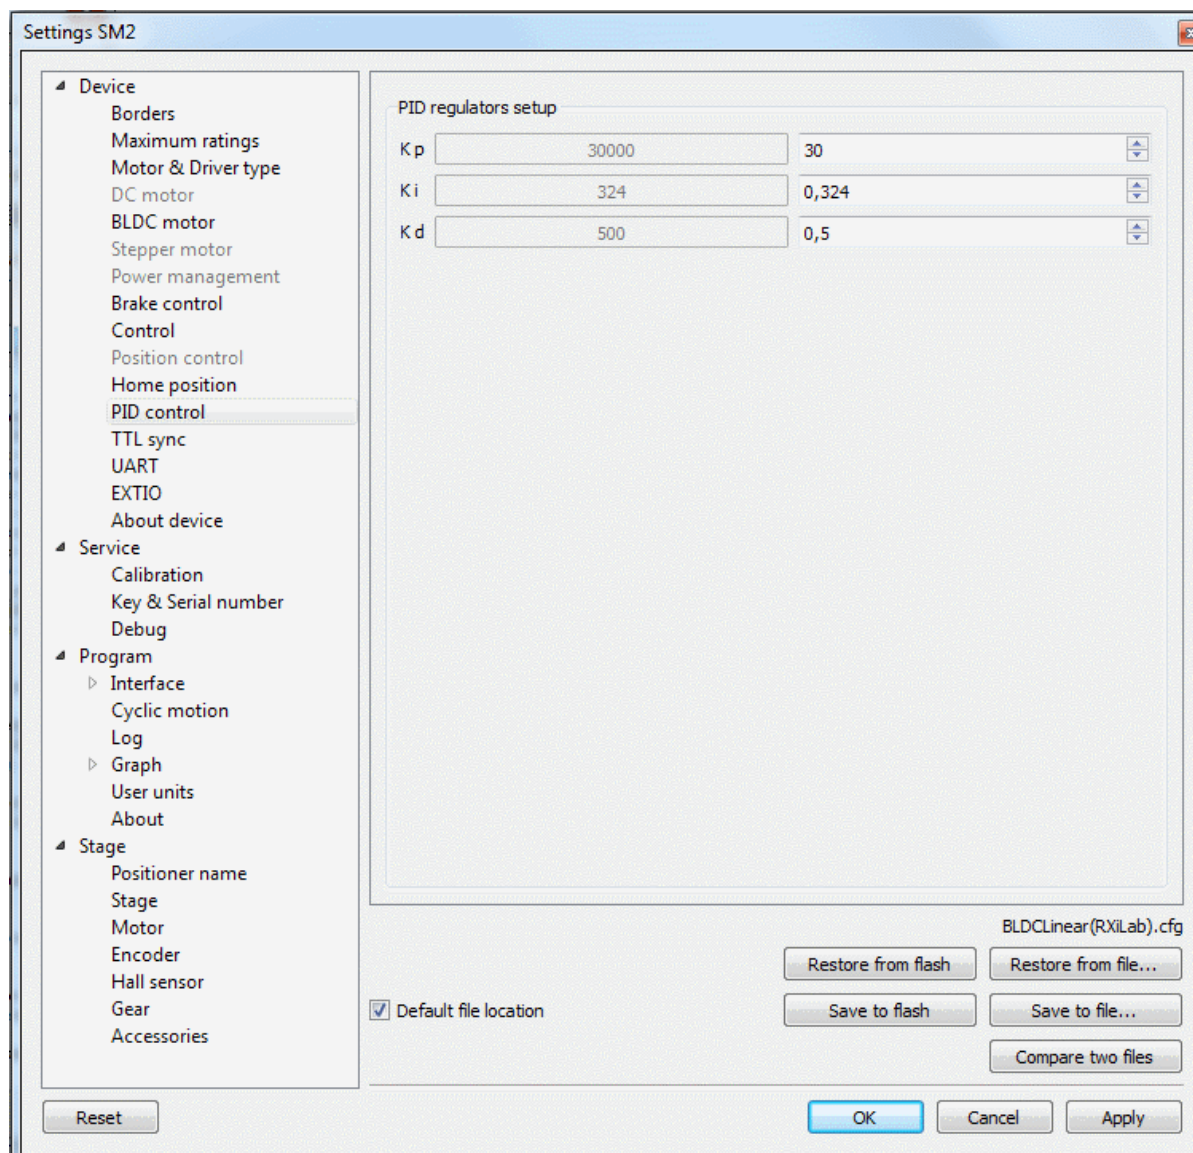 Settings SM2
Device
Borders
Maximum ratings
Motor & Driver type
DC motor
BLDC motor
Stepper motor
Power management
Brake control
Control
Position control
Home position
PID control
TTL sync
UART
EXTIO
About device
Service
Calibration
Key & Serial number
Debug
Program
Interface
Cyclic motion
Log
Graph
User units
About
Stage
Positioner name
Stage
Motor
Encoder
Hall sensor
Gear
Accessories
PID regulators setup
Kp 30000 30
Ki 324 0,324
Kd 500 0,5
BLDCLinear(RXiLab).cfg
Restore from flash Restore from file...
Default file location Save to flash Save to file...
Compare two files
Reset OK Cancel Apply